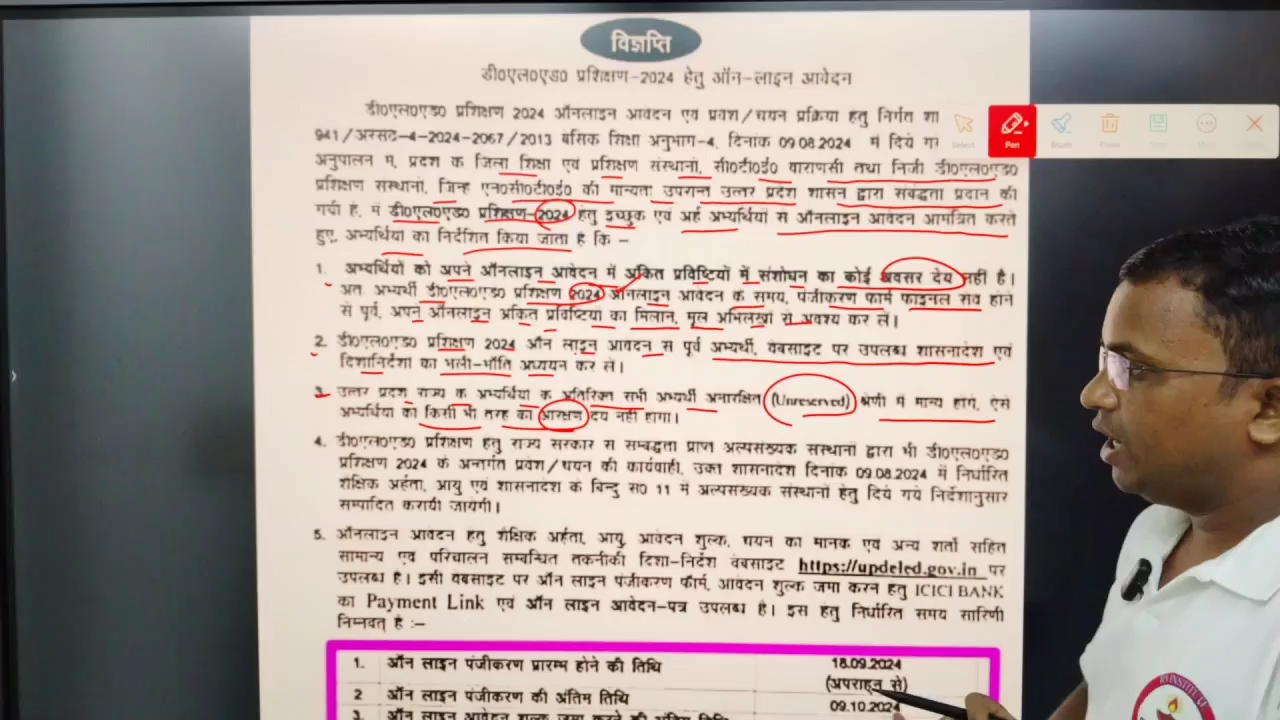 विज्ञप्ति
डी०एल०एड० प्रशिक्षण-2024 हेतु ऑन-लाइन आवेदन
डी०एल०एड० प्रशिक्षण 2024 ऑनलाइन आवेदन एवं प्रवेश/चयन प्रक्रिया हेतु निर्गत शा
941/अरसठ-4-2024-2067/2013 बेसिक शिक्षा अनुभाग-4, दिनांक 09.08.2024 में दिये गर
अनुपालन में, प्रदेश के जिला शिक्षा एवं प्रशिक्षण संस्थानों, सी०टी०ई० वाराणसी तथा निजी डी०एल०एड०
प्रशिक्षण संस्थानों, जिन्हें एन०सी०टी०ई० की मान्यता उपरान्त उत्तर प्रदेश शासन द्वारा संबद्धता प्रदान की
गयी है, में डी०एल०एड० प्रशिक्षण-2024 हेतु इच्छुक एवं अर्ह अभ्यर्थियों से ऑनलाइन आवेदन आमंत्रित करते
हुए, अभ्यर्थियों को निर्देशित किया जाता है कि –
1. अभ्यर्थियों को अपने ऑनलाइन आवेदन में अंकित प्रविष्टियों में संशोधन का कोई अवसर देय नहीं है।
अतः अभ्यर्थी डी०एल०एड० प्रशिक्षण 2024 ऑनलाइन आवेदन के समय, पंजीकरण फार्म फाइनल सेव होने
से पूर्व, अपने ऑनलाइन अंकित प्रविष्टियों का मिलान, मूल अभिलेखों से अवश्य कर लें।
2. डी०एल०एड० प्रशिक्षण 2024 ऑन लाइन आवेदन से पूर्व अभ्यर्थी, वेबसाइट पर उपलब्ध शासनादेश एवं
दिशानिर्देशों का भली-भाँति अध्ययन कर लें।
3. उत्तर प्रदेश राज्य के अभ्यर्थियों के अतिरिक्त सभी अभ्यर्थी अनारक्षित (Unreserved) श्रेणी में मान्य होंगे, ऐसे
अभ्यर्थियों को किसी भी तरह का आरक्षण देय नहीं होगा।
4. डी०एल०एड० प्रशिक्षण हेतु राज्य सरकार से सम्बद्धता प्राप्त अल्पसंख्यक संस्थानों द्वारा भी डी०एल०एड०
प्रशिक्षण 2024 के अन्तर्गत प्रवेश/चयन की कार्यवाही, उक्त शासनादेश दिनांक 09.08.2024 में निर्धारित
शैक्षिक अर्हता, आयु एवं शासनादेश के बिन्दु सं० 11 में अल्पसंख्यक संस्थानों हेतु दिये गये निर्देशानुसार
सम्पादित करायी जायेगी।
5. ऑनलाइन आवेदन हेतु शैक्षिक अर्हता, आयु, आवेदन शुल्क, चयन का मानक एवं अन्य शर्तों सहित
सामान्य एवं परिचालन सम्बन्धित तकनीकी दिशा-निर्देश वेबसाइट https://updeled.gov.in पर
उपलब्ध है। इसी वेबसाइट पर ऑन लाइन पंजीकरण फॉर्म, आवेदन शुल्क जमा करने हेतु ICICI BANK
का Payment Link एवं ऑन लाइन आवेदन-पत्र उपलब्ध है। इस हेतु निर्धारित समय सारिणी
निम्नवत् है :–
1. ऑन लाइन पंजीकरण प्रारम्भ होने की तिथि 18.09.2024
(अपराह्न से)
2 ऑन लाइन पंजीकरण की अंतिम तिथि 09.10.2024
3. ऑन लाइन आवेदन शुल्क जमा करने की अंतिम तिथि
Select Pen